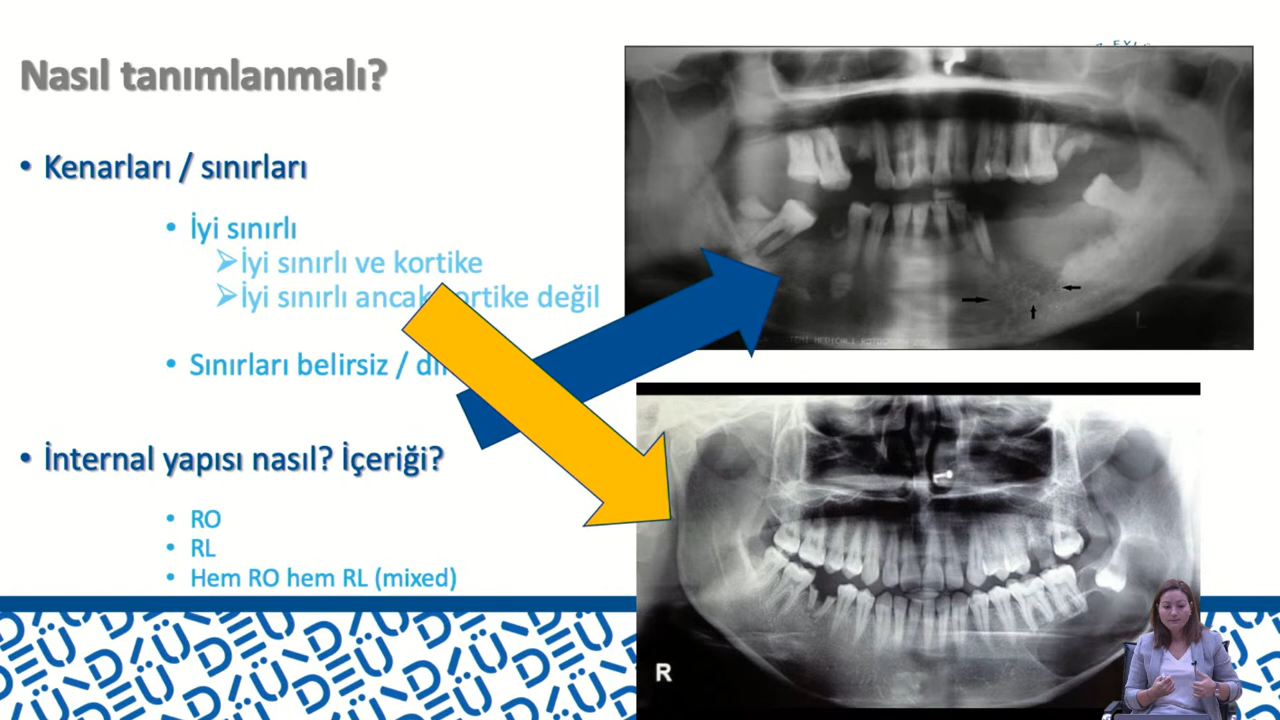 Nasıl tanımlanmalı?
• Kenarları / sınırları
• İyi sınırlı
➢İyi sınırlı ve kortike
➢İyi sınırlı ancak kortike değil
• Sınırları belirsiz /
• İnternal yapısı nasıl? İçeriği?
• RO
• RL
• Hem RO hem RL (mixed)
L
R
DEÜ